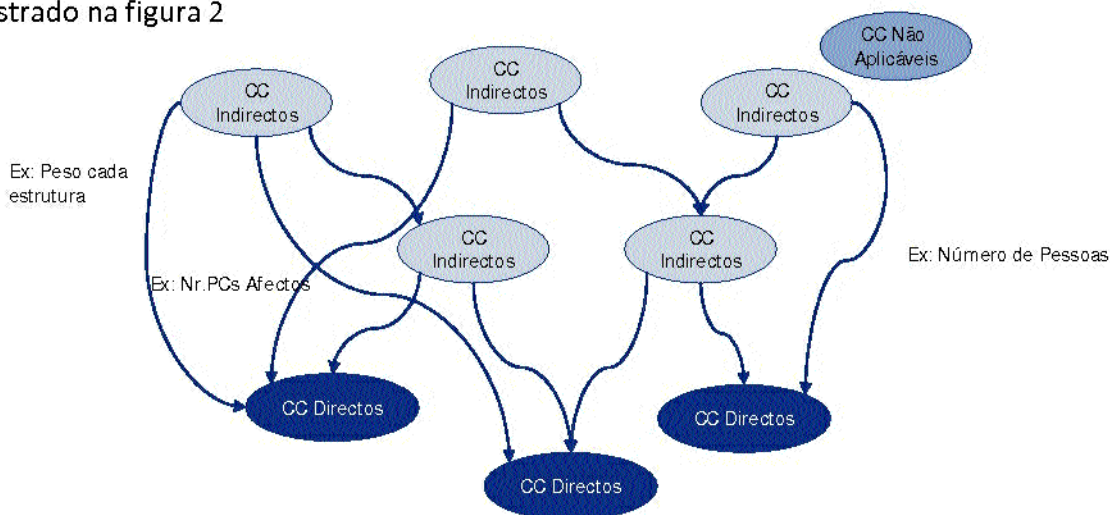 strado na figura 2
CC Não
Aplicáveis
CC
Indirectos
CC
Indirectos
CC
Indirectos
Ex: Peso cada
estrutura
CC
Indirectos
CC
Indirectos
Ex: Número de Pessoas
Ex: Nr.PCs Afectos
CC Directos
CC Directos
CC Directos